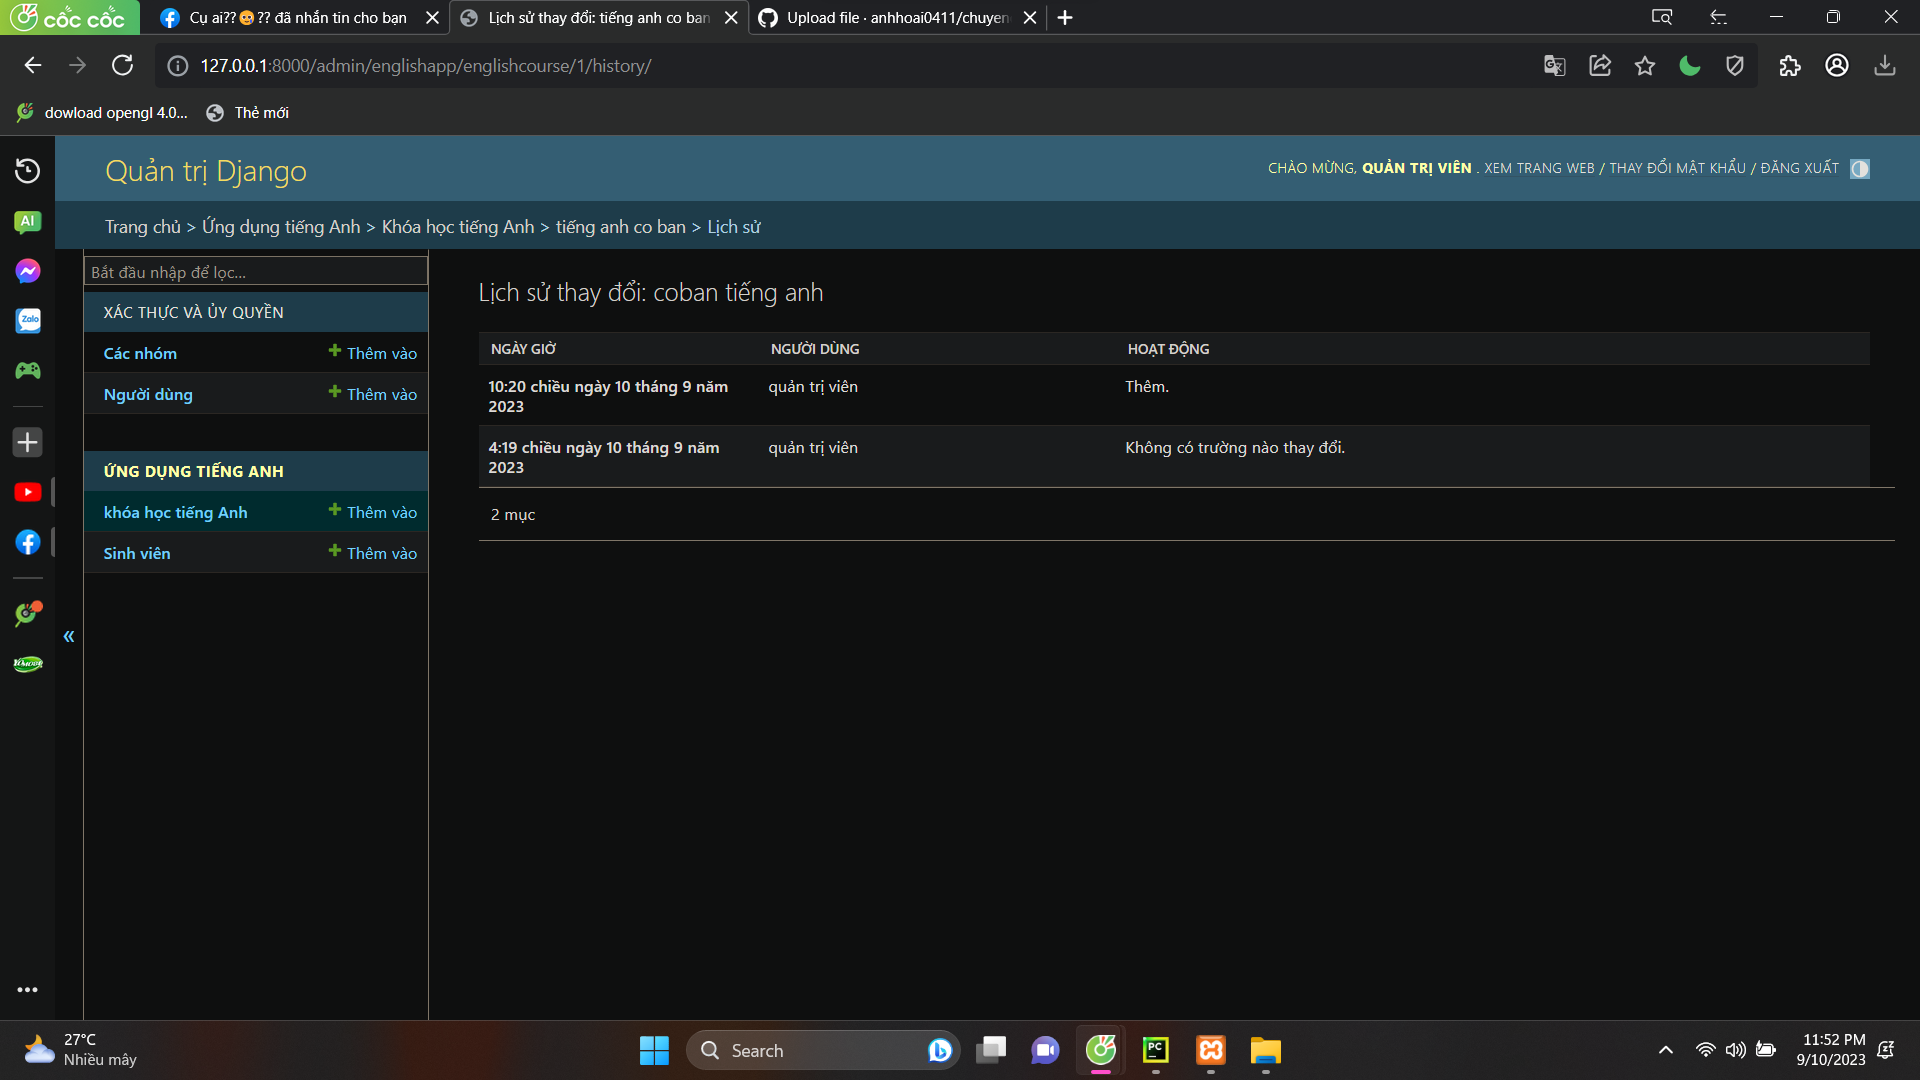 cốc cốc
Cụ ai??😳?? đã nhắn tin cho bạn
Lịch sử thay đổi: tiếng anh co ban
Upload file · anhhoai0411/chuyen
127.0.0.1:8000/admin/englishapp/englishcourse/1/history/
dowload opengl 4.0...
Thẻ mới
Quản trị Django
CHÀO MỪNG, QUẢN TRỊ VIÊN . XEM TRANG WEB / THAY ĐỔI MẬT KHẨU / ĐĂNG XUẤT
Trang chủ > Ứng dụng tiếng Anh > Khóa học tiếng Anh > tiếng anh co ban > Lịch sử
AI
Zalo
«
Bắt đầu nhập để lọc...
XÁC THỰC VÀ ỦY QUYỀN
Các nhóm
Thêm vào
Người dùng
Thêm vào
ỨNG DỤNG TIẾNG ANH
khóa học tiếng Anh
Thêm vào
Sinh viên
Thêm vào
Lịch sử thay đổi: coban tiếng anh
NGÀY GIỜ
NGƯỜI DÙNG
HOẠT ĐỘNG
10:20 chiều ngày 10 tháng 9 năm
2023
quản trị viên
Thêm.
4:19 chiều ngày 10 tháng 9 năm
2023
quản trị viên
Không có trường nào thay đổi.
2 mục
27°C
Nhiều mây
Search
PC
11:52 PM
9/10/2023